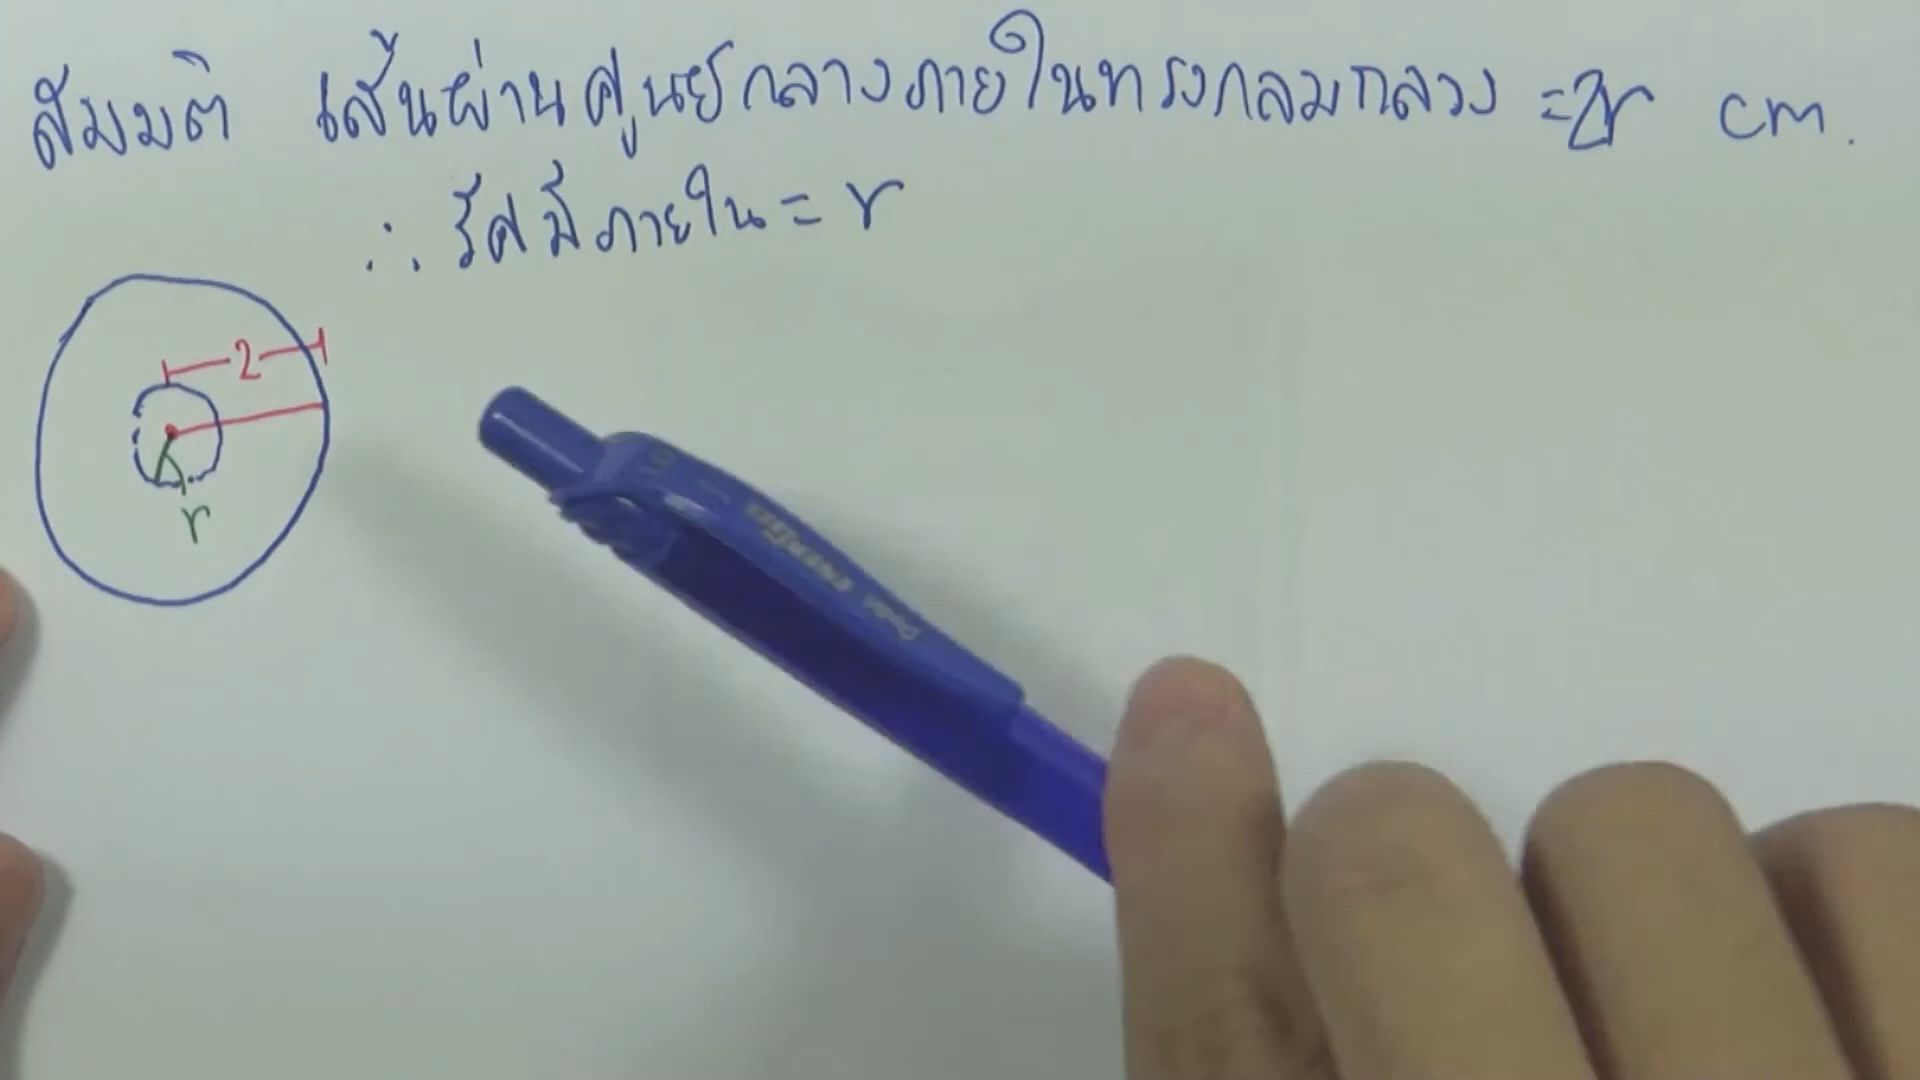 สมมติ เส้นผ่านศูนย์กลางภายในทรงกลมกลวง =2r cm.
∴ รัศมีภายใน = r
2
r